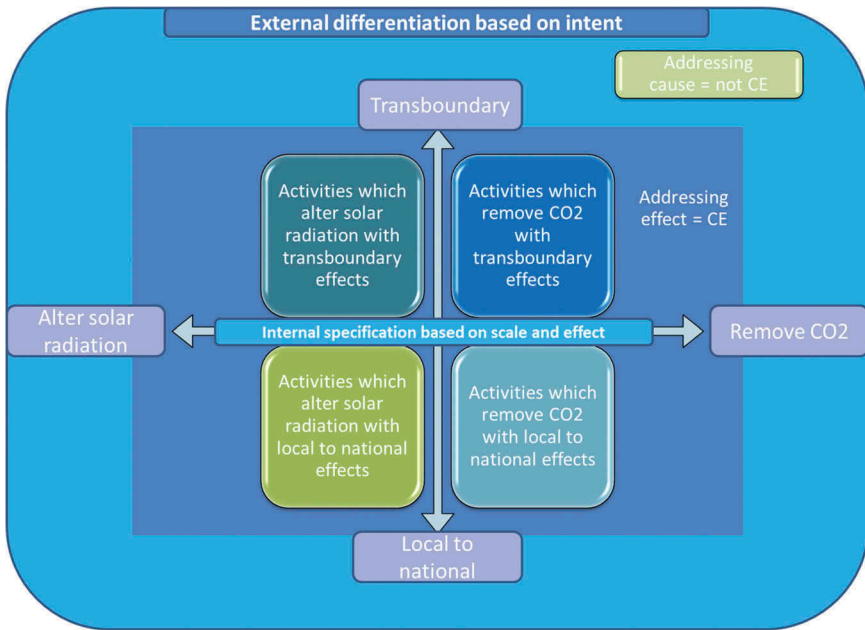 External differentiation based on intent
Addressing
cause = not CE
Transboundary
Activities which
alter solar
radiation with
transboundary
effects
Activities which
remove CO2
with
transboundary
effects
Addressing
effect = CE
Alter solar
radiation
Internal specification based on scale and effect
Remove CO2
Activities which
alter solar
radiation with
local to national
effects
Activities which
remove CO2
with local to
national effects
Local to
national